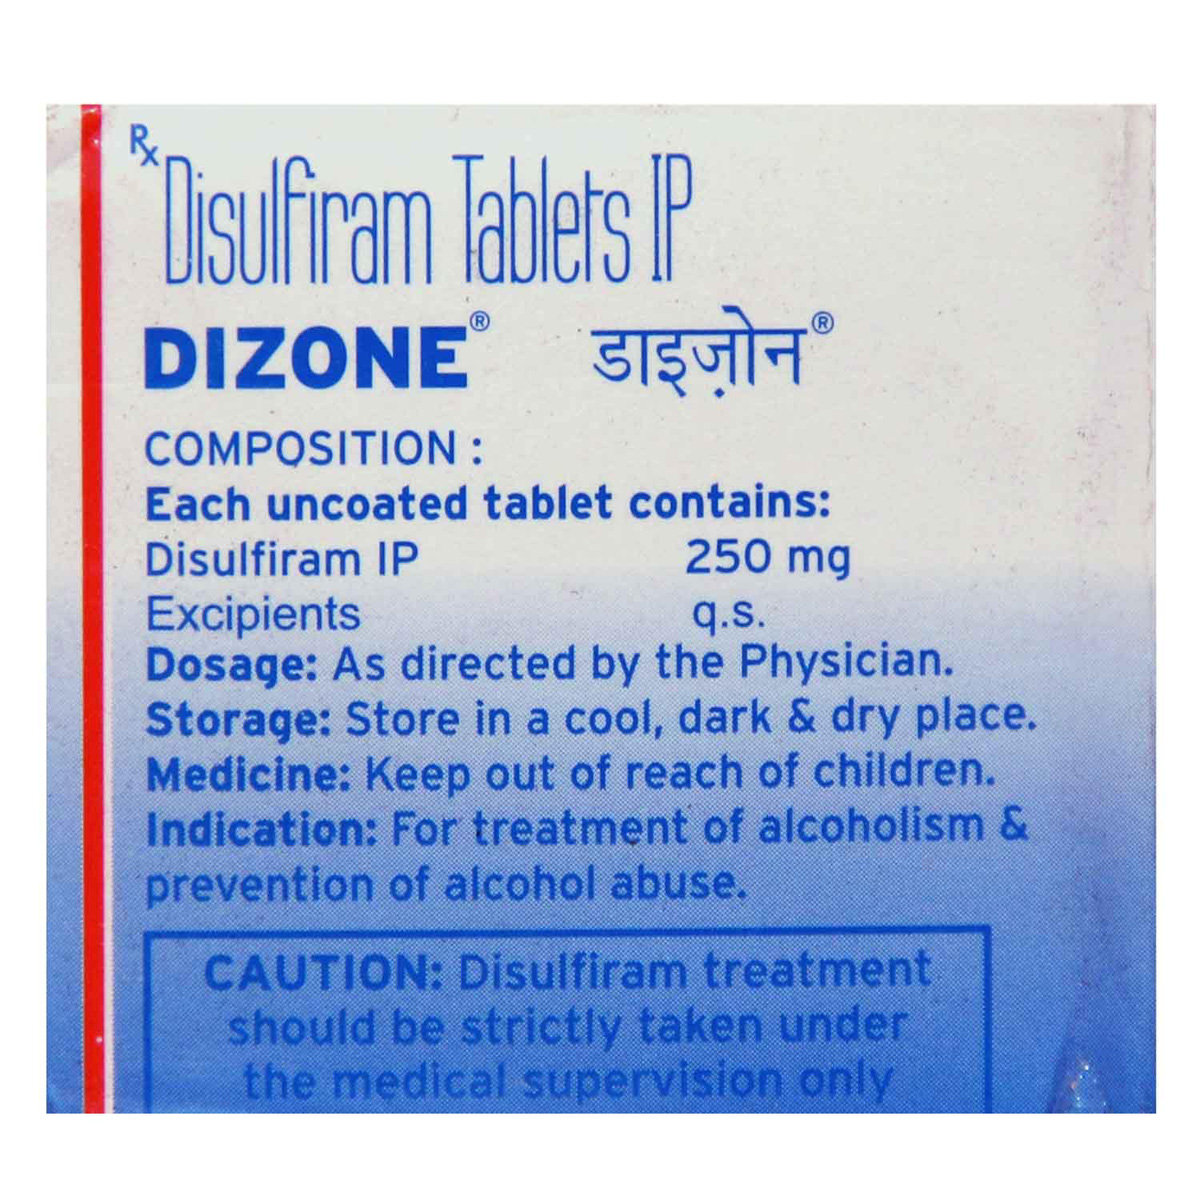 Rx Disulfiram Tablets IP
DIZONE® डाइज़ोन®
COMPOSITION :
Each uncoated tablet contains:
Disulfiram IP 250 mg
Excipients q.s.
Dosage: As directed by the Physician.
Storage: Store in a cool, dark & dry place.
Medicine: Keep out of reach of children.
Indication: For treatment of alcoholism &
prevention of alcohol abuse.
CAUTION: Disulfiram treatment
should be strictly taken under
the medical supervision only